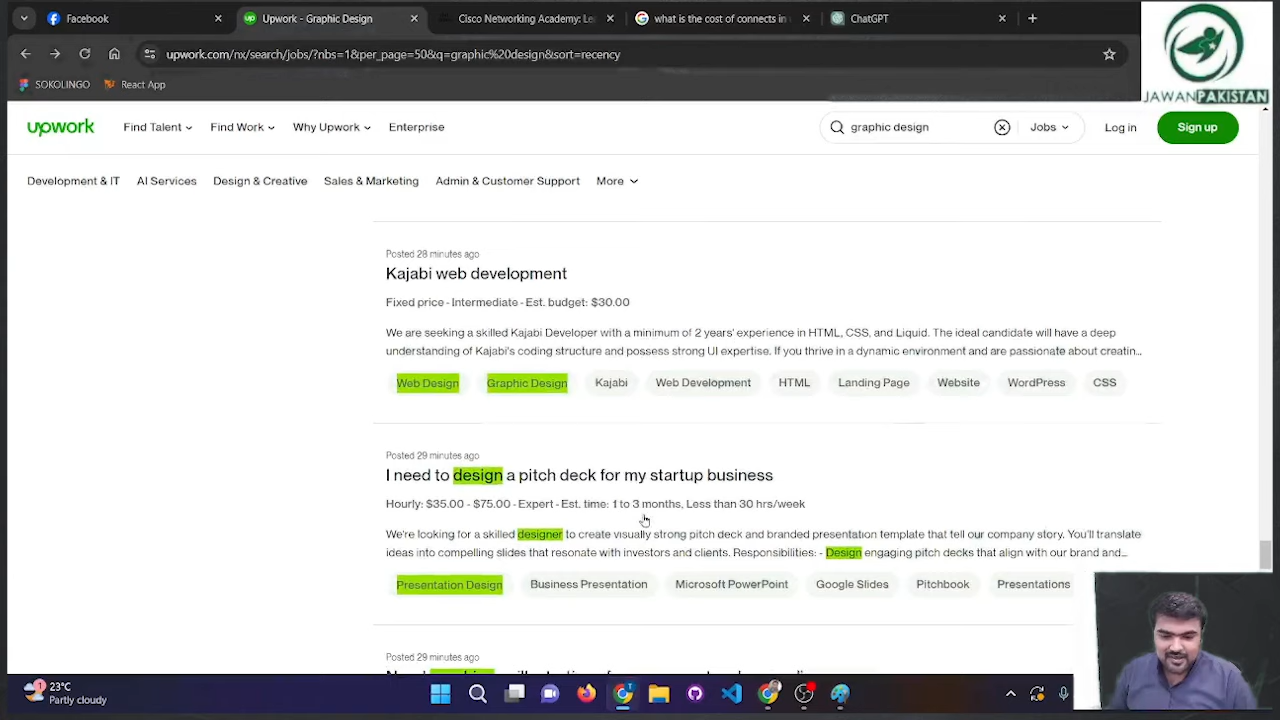 Facebook
Upwork - Graphic Design
Cisco Networking Academy: Le
what is the cost of connects in
ChatGPT
upwork.com/nx/search/jobs/?nbs=1&per_page=50&q=graphic%20design&sort=recency
SOKOLINGO
React App
JAWANPAKISTAN
upwork
Find Talent
Find Work
Why Upwork
Enterprise
graphic design
Jobs
Log in
Sign up
Development & IT
AI Services
Design & Creative
Sales & Marketing
Admin & Customer Support
More
Posted 28 minutes ago
Kajabi web development
Fixed price - Intermediate - Est. budget: $30.00
We are seeking a skilled Kajabi Developer with a minimum of 2 years' experience in HTML, CSS, and Liquid. The ideal candidate will have a deep
understanding of Kajabi's coding structure and possess strong UI expertise. If you thrive in a dynamic environment and are passionate about creatin...
Web Design
Graphic Design
Kajabi
Web Development
HTML
Landing Page
Website
WordPress
CSS
Posted 29 minutes ago
I need to design a pitch deck for my startup business
Hourly: $35.00 - $75.00 - Expert - Est. time: 1 to 3 months, Less than 30 hrs/week
We're looking for a skilled designer to create visually strong pitch deck and branded presentation template that tell our company story. You'll translate
ideas into compelling slides that resonate with investors and clients. Responsibilities: - Design engaging pitch decks that align with our brand and...
Presentation Design
Business Presentation
Microsoft PowerPoint
Google Slides
Pitchbook
Presentations
Posted 29 minutes ago
23°C
Partly cloudy